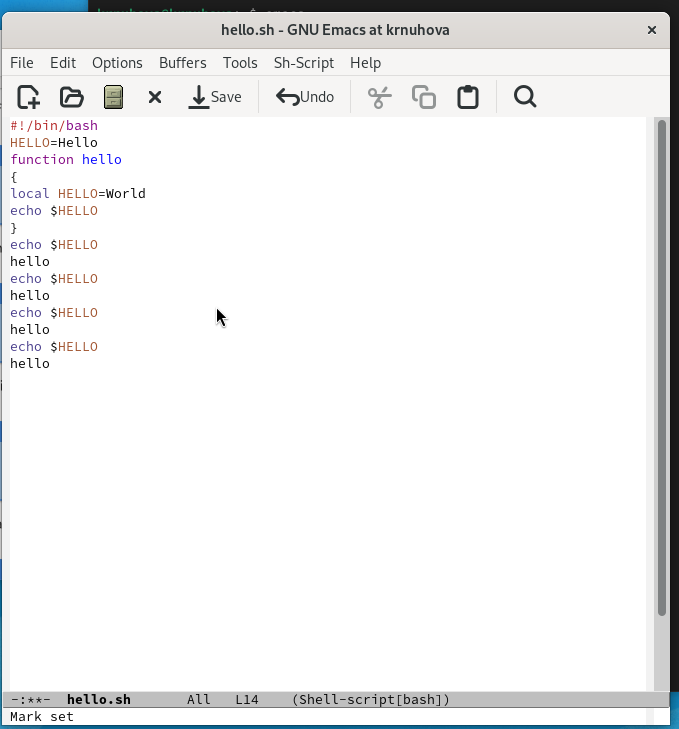 hello.sh - GNU Emacs at krnuhova
File Edit Options Buffers Tools Sh-Script Help
Save Undo
#!/bin/bash
HELLO=Hello
function hello
{
local HELLO=World
echo $HELLO
}
echo $HELLO
hello
echo $HELLO
hello
echo $HELLO
hello
echo $HELLO
hello
-:**- hello.sh All L14 (Shell-script[bash])
Mark set